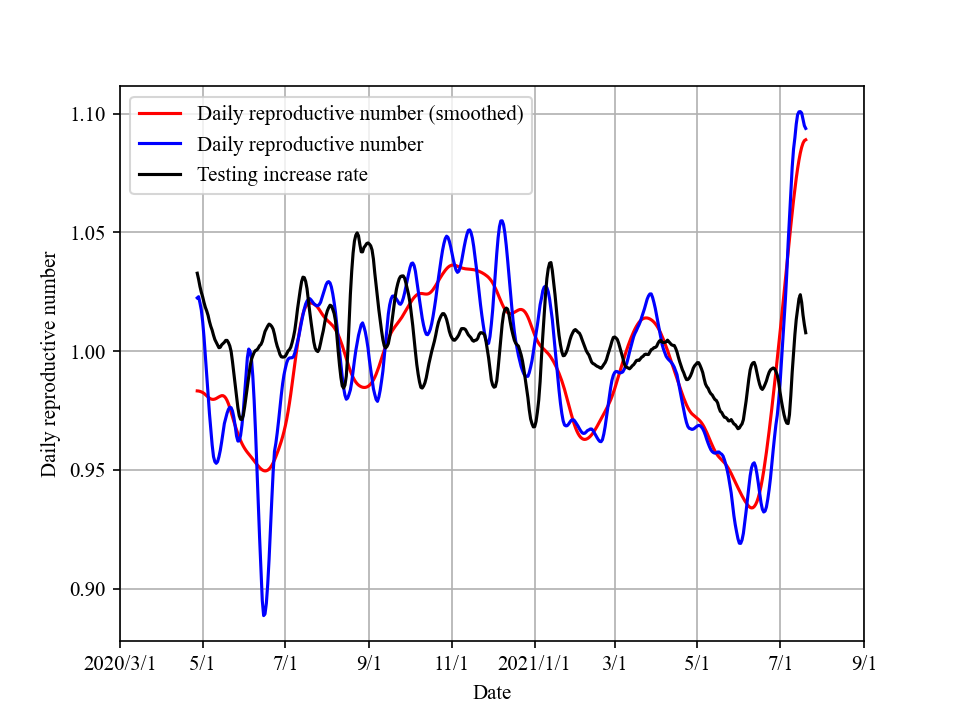 Daily reproductive number (smoothed)
Daily reproductive number
Testing increase rate
1.10
1.05
1.00
0.95
0.90
Daily reproductive number
2020/3/1 5/1 7/1 9/1 11/1 2021/1/1 3/1 5/1 7/1 9/1
Date